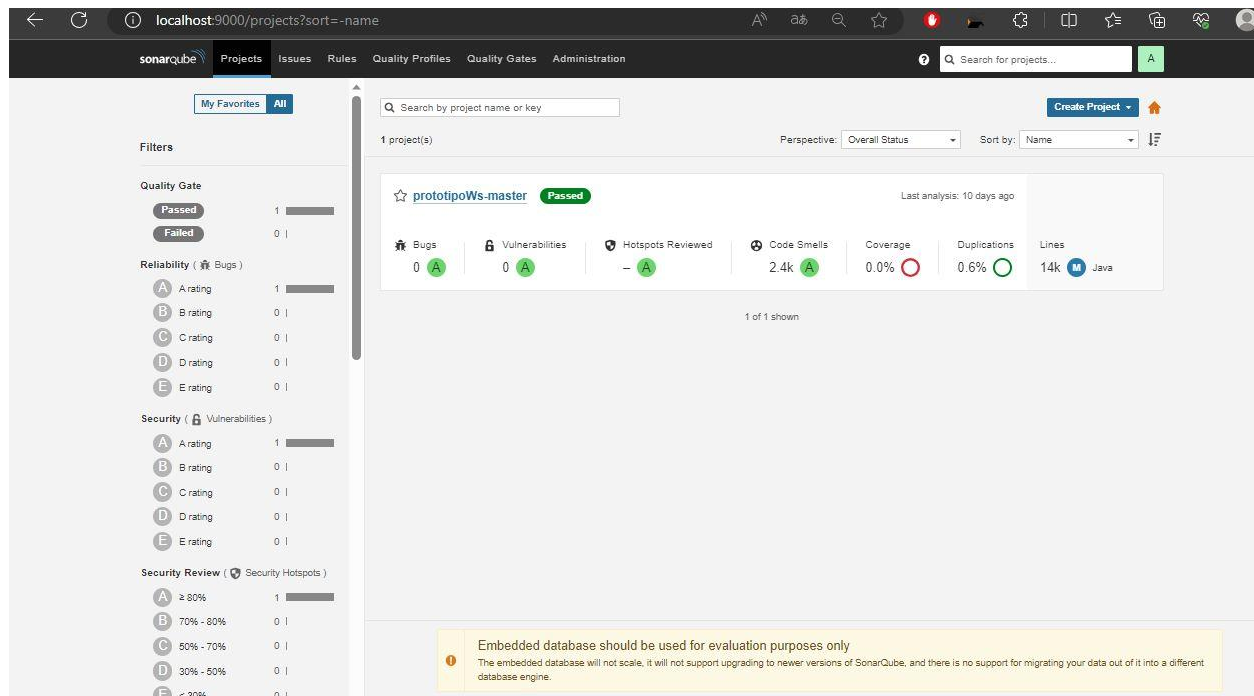 localhost:9000/projects?sort=-name
sonarqube Projects Issues Rules Quality Profiles Quality Gates Administration ? Search for projects... A
My Favorites All
Search by project name or key
Create Project
1 project(s)
Perspective: Overall Status
Sort by: Name
Filters
Quality Gate
Passed 1
Failed 0
Reliability ( Bugs )
A A rating 1
B B rating 0
C C rating 0
D D rating 0
E E rating 0
Security ( Vulnerabilities )
A A rating 1
B B rating 0
C C rating 0
D D rating 0
E E rating 0
Security Review ( Security Hotspots )
A ≥ 80% 1
B 70% - 80% 0
C 50% - 70% 0
D 30% - 50% 0
E < 30% 0
prototipoWs-master Passed
Last analysis: 10 days ago
Bugs Vulnerabilities Hotspots Reviewed Code Smells Coverage Duplications Lines
0 A 0 A – A 2.4k A 0.0% 0.6% 14k M Java
1 of 1 shown
Embedded database should be used for evaluation purposes only
The embedded database will not scale, it will not support upgrading to newer versions of SonarQube, and there is no support for migrating your data out of it into a different
database engine.